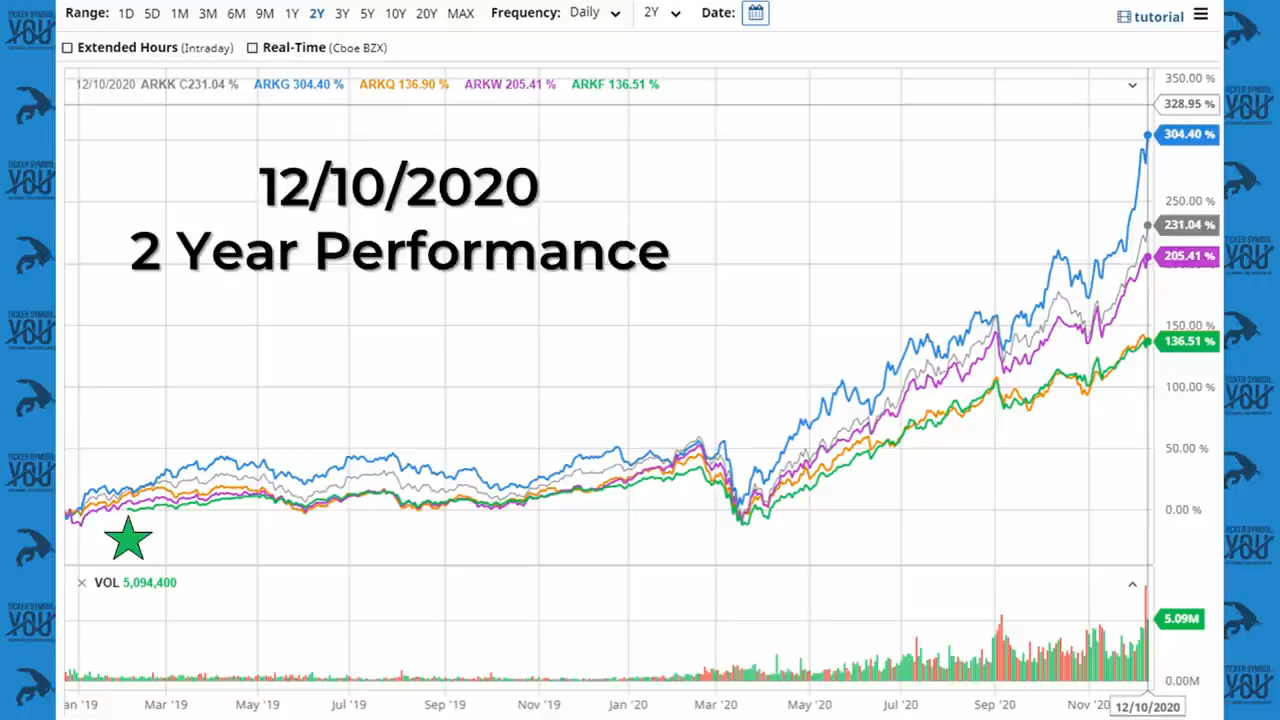 Range: 1D 5D 1M 3M 6M 9M 1Y 2Y 3Y 5Y 10Y 20Y MAX Frequency: Daily 2Y Date: tutorial
Extended Hours (Intraday) Real-Time (Cboe BZX)
12/10/2020 ARKK C231.04 % ARKG 304.40 % ARKQ 136.90 % ARKW 205.41 % ARKF 136.51 %
350.00 %
328.95 %
304.40 %
250.00 %
231.04 %
205.41 %
150.00 %
136.51 %
100.00 %
50.00 %
0.00 %
12/10/2020
2 Year Performance
× VOL 5,094,400
5.09M
0.00M
an '19 Mar '19 May '19 Jul '19 Sep '19 Nov '19 Jan '20 Mar '20 May '20 Jul '20 Sep '20 Nov '20 12/10/2020
TICKER SYMBOL
YOU